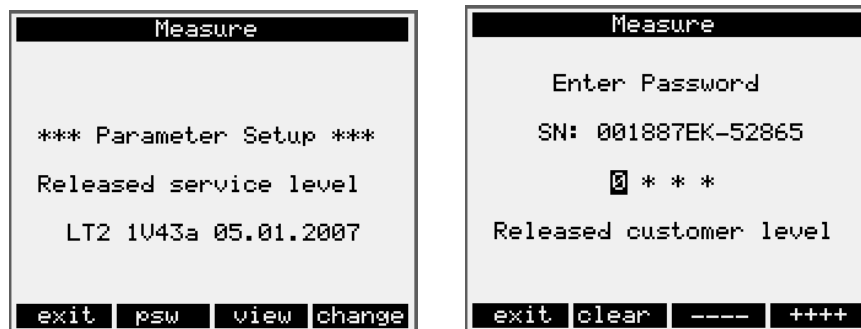 Measure
*** Parameter Setup ***
Released service level
LT2 1V43a 05.01.2007
exit psw view change
Measure
Enter Password
SN: 001887EK-52865
0 * * *
Released customer level
exit clear ---- ++++